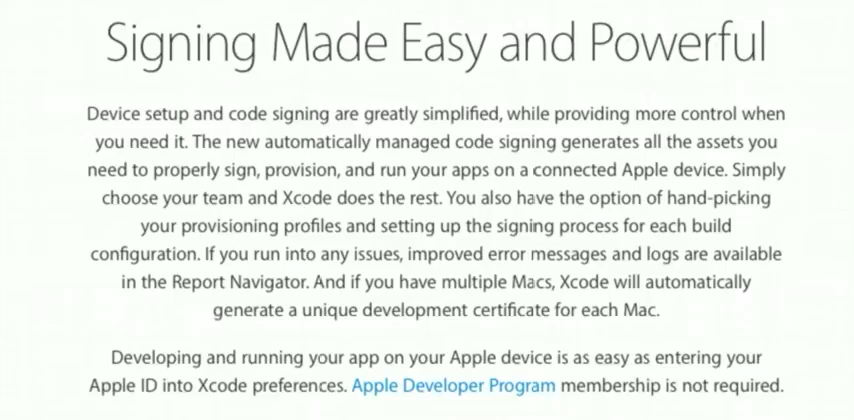 Signing Made Easy and Powerful
Device setup and code signing are greatly simplified, while providing more control when
you need it. The new automatically managed code signing generates all the assets you
need to properly sign, provision, and run your apps on a connected Apple device. Simply
choose your team and Xcode does the rest. You also have the option of hand-picking
your provisioning profiles and setting up the signing process for each build
configuration. If you run into any issues, improved error messages and logs are available
in the Report Navigator. And if you have multiple Macs, Xcode will automatically
generate a unique development certificate for each Mac.
Developing and running your app on your Apple device is as easy as entering your
Apple ID into Xcode preferences. Apple Developer Program membership is not required.